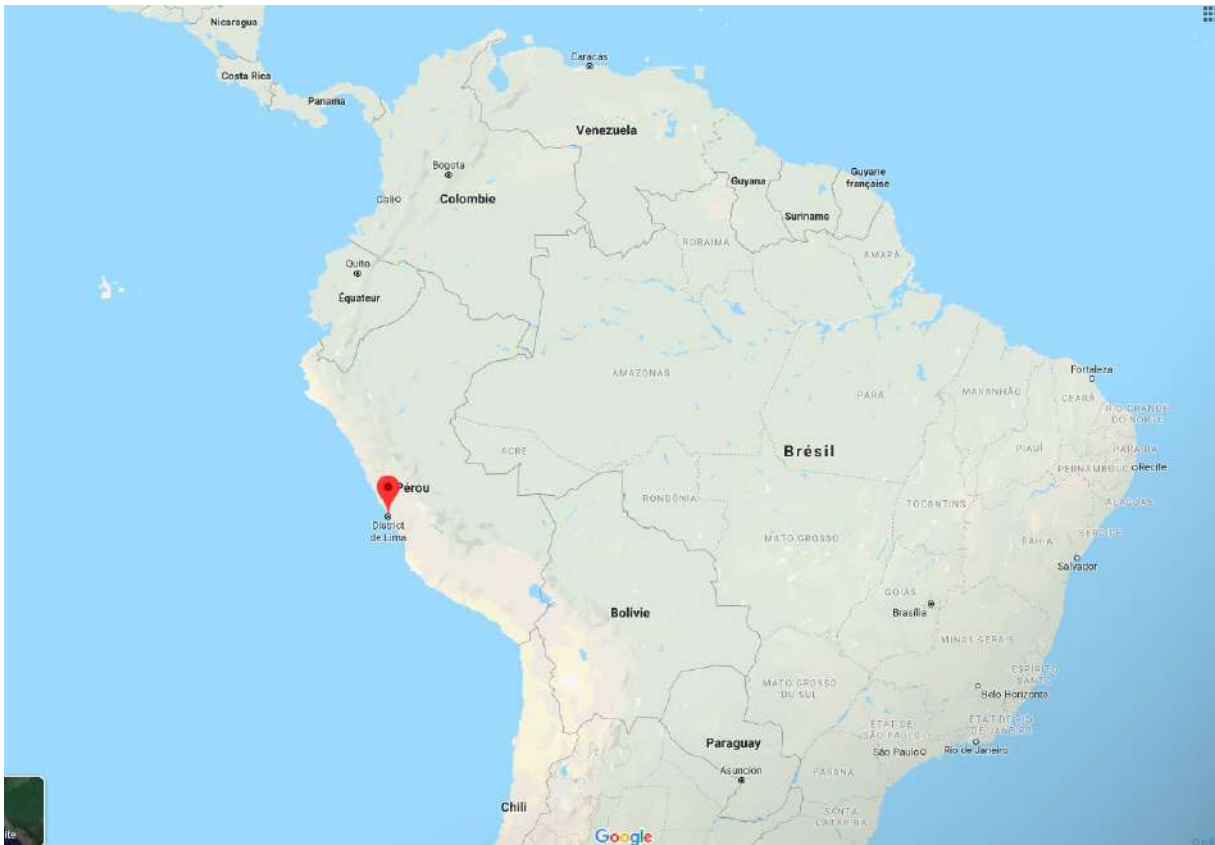 Nicaragua
Costa Rica
Panama
Caracas
Venezuela
Bogota
Cali
Colombie
Guyana
Guyane
française
Suriname
RORAIMA
AMAPÁ
Quito
Équateur
AMAZONAS
PARÁ
MARANHÃO
Fortaleza
CEARÁ
RIO GRANDE
DO NORTE
Brésil
ACRE
PIAUÍ
PARAÍBA
PERNAMBUCO
Recife
Pérou
RONDÔNIA
TOCANTINS
ALAGOAS
District
de Lima
MATO GROSSO
BAHIA
SERGIPE
Salvador
GOIÁS
Brasília
Bolivie
MINAS GERAIS
ESPÍRITO
SANTO
MATO GROSSO
DO SUL
Belo Horizonte
ÉTAT DE
SÃO PAULO
ÉTAT DE RIO
DE JANEIRO
São Paulo
Rio de Janeiro
Paraguay
Asuncion
PARANÁ
Chili
SANTA
CATARINA
ite
Google